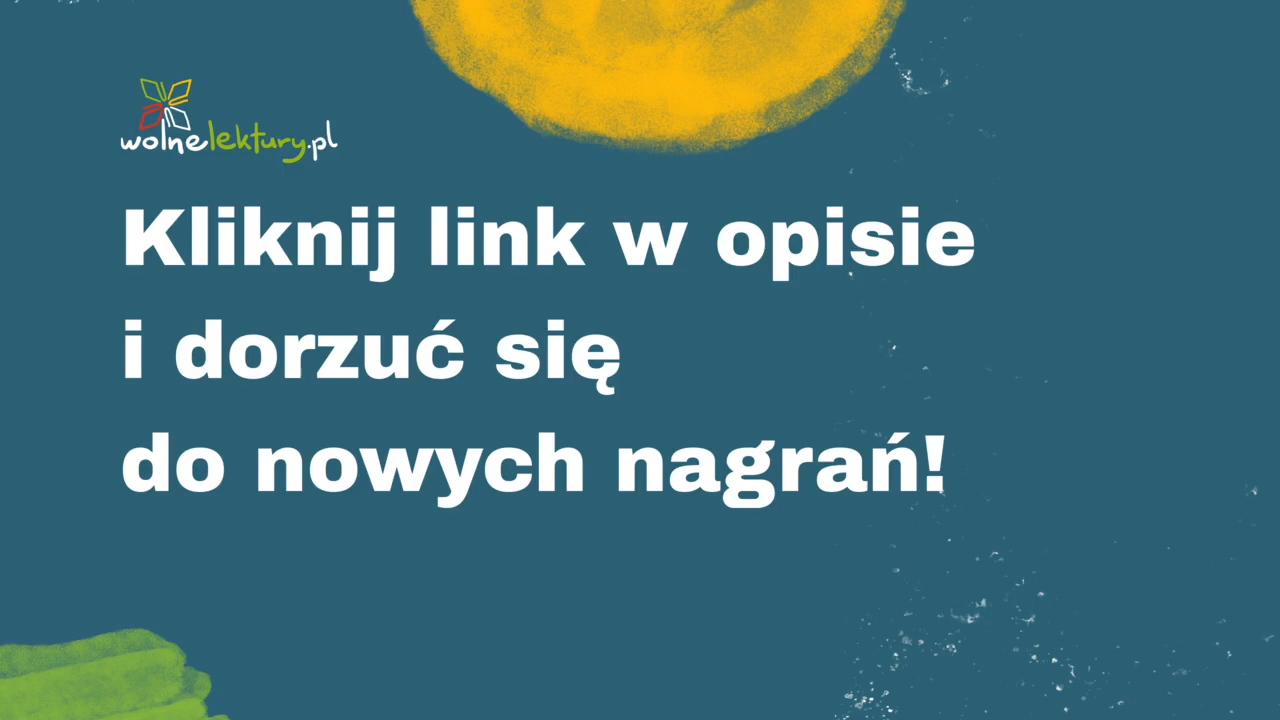 wolnelektury.pl
Kliknij link w opisie
i dorzuć się
do nowych nagrań!